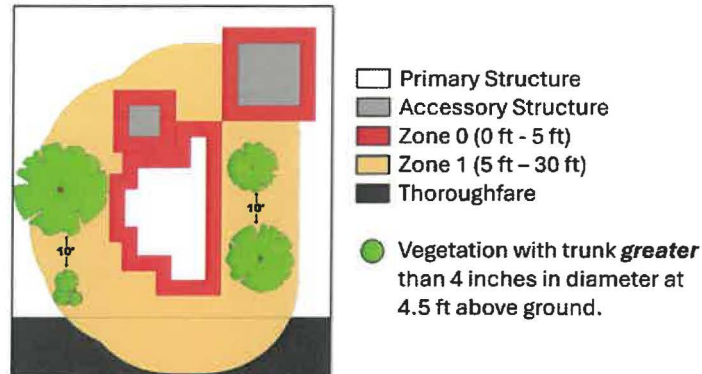 10'
10'
Primary Structure
Accessory Structure
Zone 0 (0 ft - 5 ft)
Zone 1 (5 ft – 30 ft)
Thoroughfare
Vegetation with trunk greater
than 4 inches in diameter at
4.5 ft above ground.